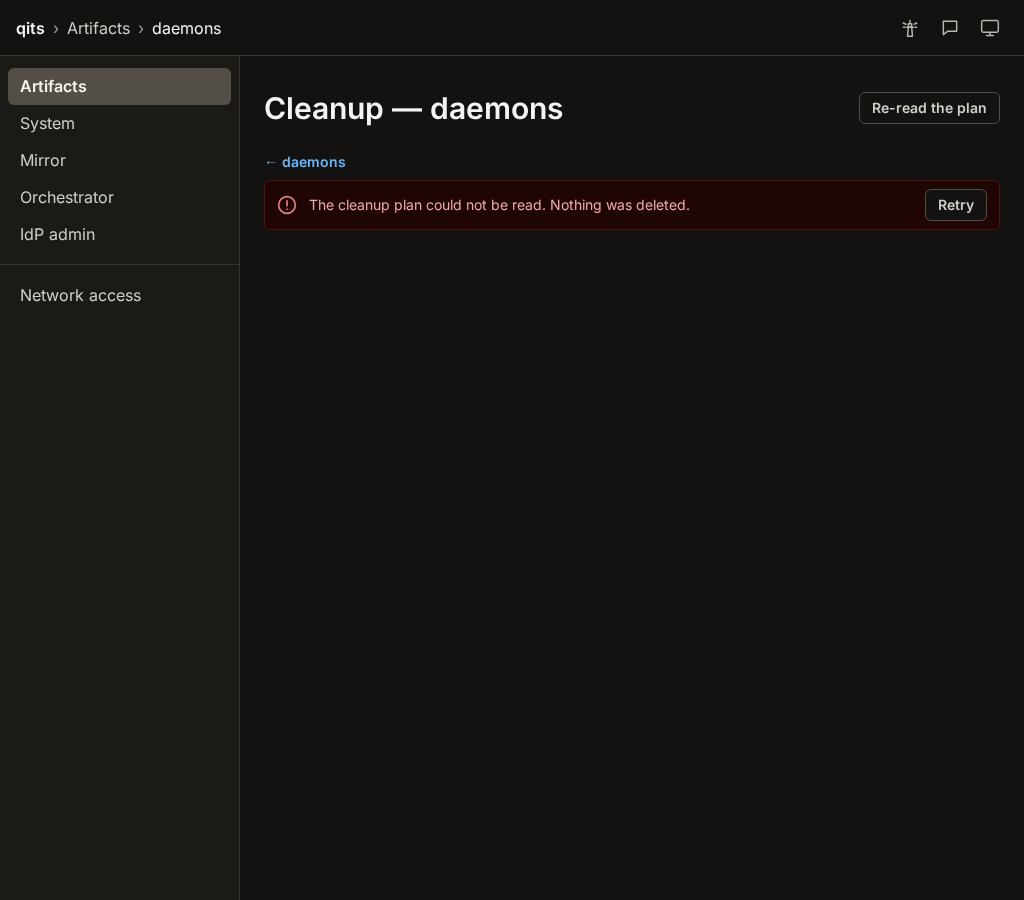 qits › Artifacts › daemons
Artifacts
System
Mirror
Orchestrator
IdP admin
Network access
Cleanup — daemons
Re-read the plan
← daemons
The cleanup plan could not be read. Nothing was deleted.
Retry